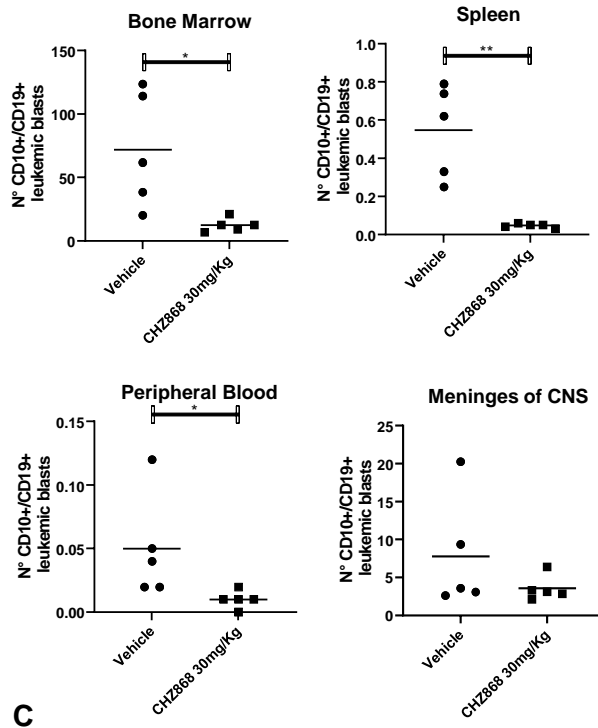 Bone Marrow
N° CD10+/CD19+
leukemic blasts
150
100
50
0
*
Vehicle
CHZ868 30mg/Kg
Spleen
N° CD10+/CD19+
leukemic blasts
1.0
0.8
0.6
0.4
0.2
0.0
**
Vehicle
CHZ868 30mg/Kg
Peripheral Blood
N° CD10+/CD19+
leukemic blasts
0.15
0.10
0.05
0.00
*
Vehicle
CHZ868 30mg/Kg
Meninges of CNS
N° CD10+/CD19+
leukemic blasts
25
20
15
10
5
0
Vehicle
CHZ868 30mg/Kg
C